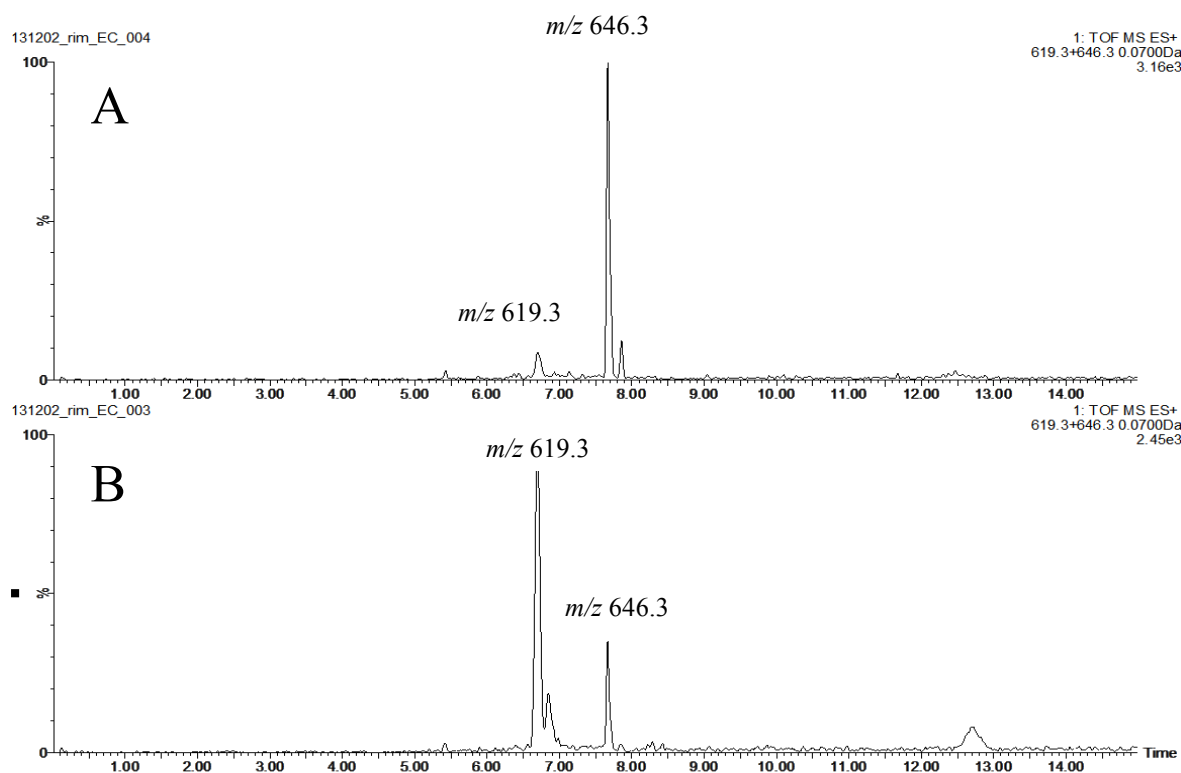 m/z 646.3
131202_rim_EC_004
1: TOF MS ES+
619.3+646.3 0.0700Da
3.16e3
100
A
%
m/z 619.3
0
1.00 2.00 3.00 4.00 5.00 6.00 7.00 8.00 9.00 10.00 11.00 12.00 13.00 14.00
131202_rim_EC_003
1: TOF MS ES+
619.3+646.3 0.0700Da
2.45e3
100
m/z 619.3
B
%
m/z 646.3
0
Time
1.00 2.00 3.00 4.00 5.00 6.00 7.00 8.00 9.00 10.00 11.00 12.00 13.00 14.00